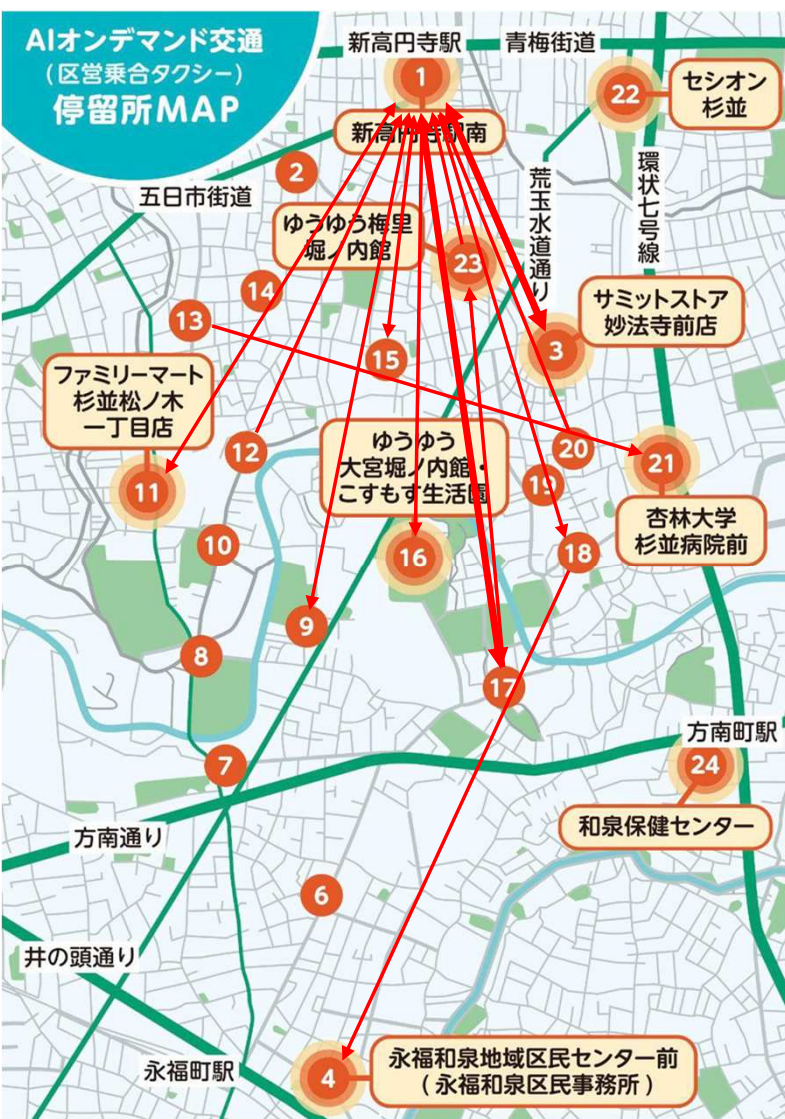 AIオンデマンド交通
(区営乗合タクシー)
停留所MAP
新高円寺駅
青梅街道
1
新高円寺駅南
22
セシオン
杉並
2
五日市街道
荒玉水道通り
環状七号線
ゆうゆう梅里
堀ノ内館
23
14
13
サミットストア
妙法寺前店
3
15
ファミリーマート
杉並松ノ木
一丁目店
11
12
ゆうゆう
大宮堀ノ内館・
こすもす生活園
16
20
19
21
杏林大学
杉並病院前
18
10
9
8
17
7
方南町駅
24
和泉保健センター
方南通り
6
井の頭通り
永福町駅
4
永福和泉地域区民センター前
(永福和泉区民事務所)